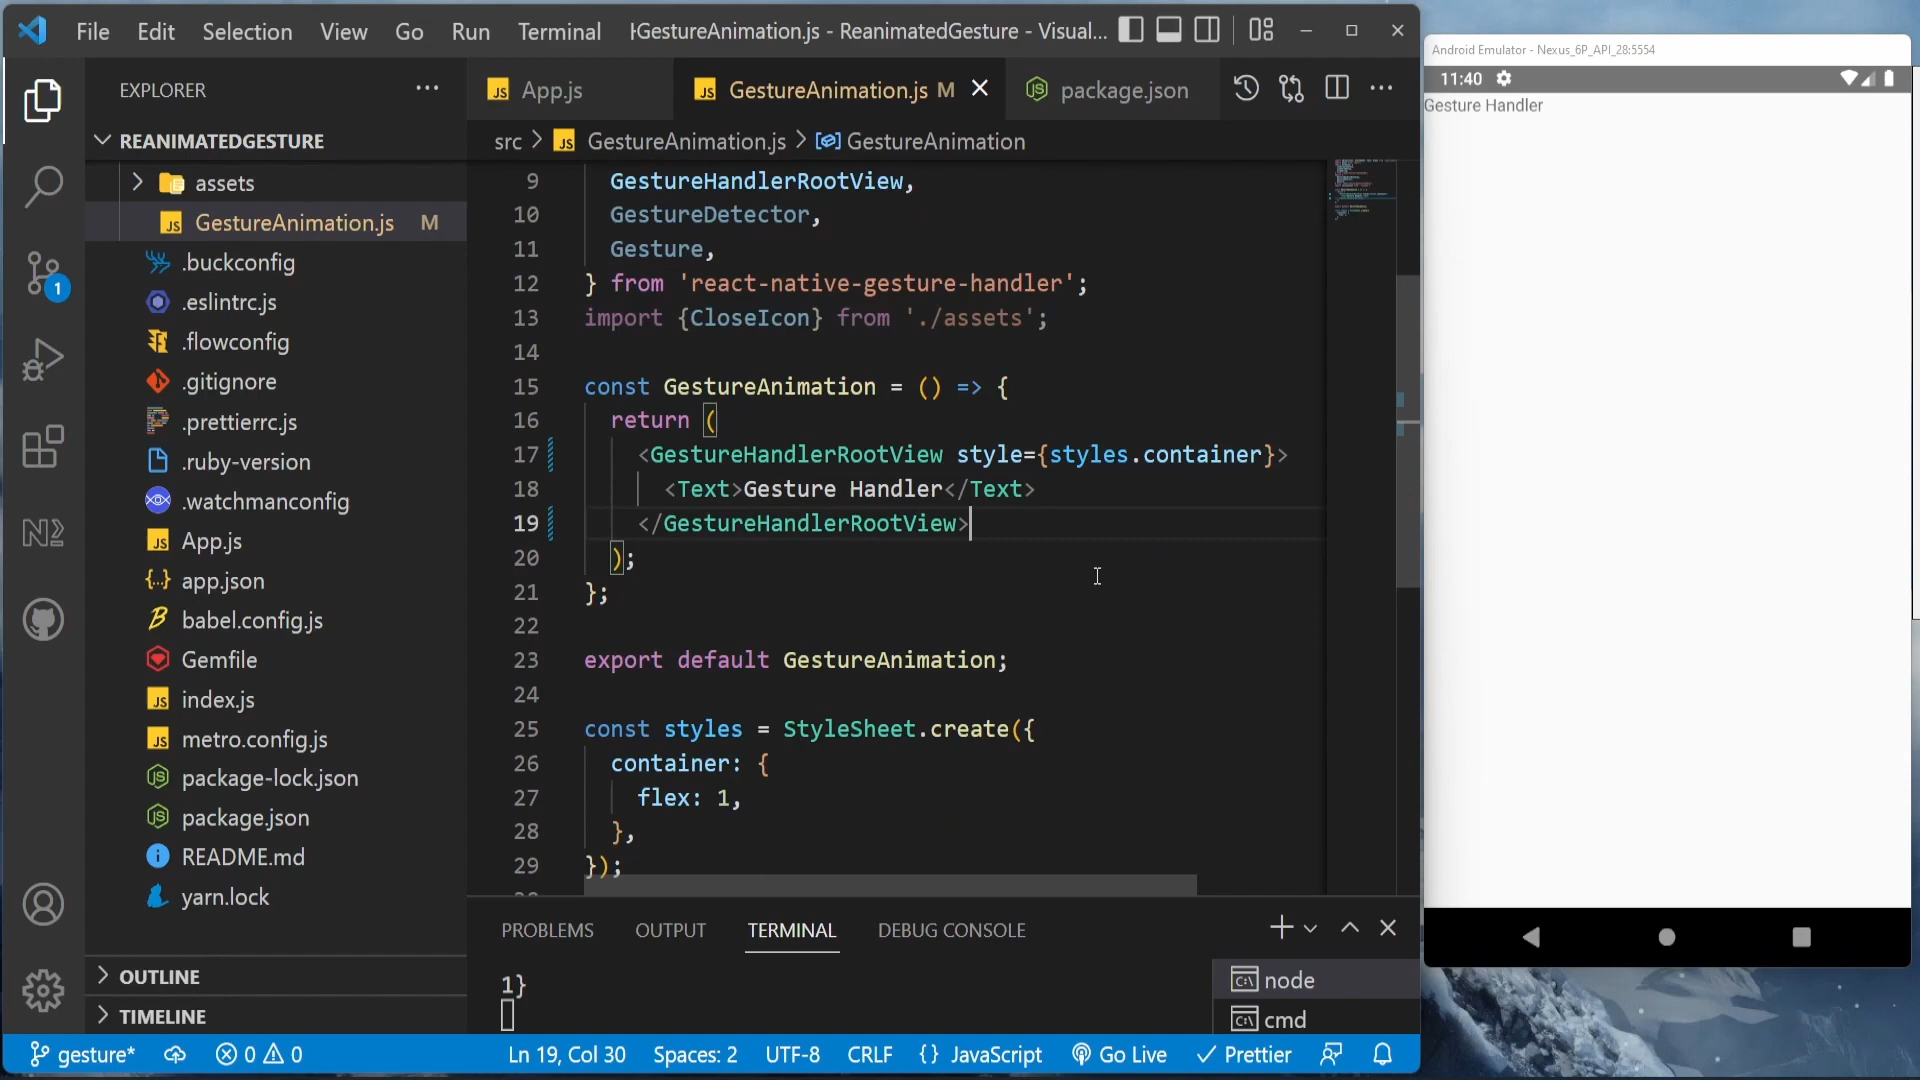 File Edit Selection View Go Run Terminal GestureAnimation.js - ReanimatedGesture - Visual...
EXPLORER
REANIMATEDGESTURE
assets
GestureAnimation.js M
.buckconfig
.eslintrc.js
.flowconfig
.gitignore
.prettierrc.js
.ruby-version
.watchmanconfig
App.js
app.json
babel.config.js
Gemfile
index.js
metro.config.js
package-lock.json
package.json
README.md
yarn.lock
OUTLINE
TIMELINE
1
N2
App.js GestureAnimation.js M package.json
src > JS GestureAnimation.js > GestureAnimation
9 GestureHandlerRootView,
10 GestureDetector,
11 Gesture,
12 } from 'react-native-gesture-handler';
13 import {CloseIcon} from './assets';
14
15 const GestureAnimation = () => {
16 return (
17 <GestureHandlerRootView style={styles.container}>
18 <Text>Gesture Handler</Text>
19 </GestureHandlerRootView>
20 );
21 };
22
23 export default GestureAnimation;
24
25 const styles = StyleSheet.create({
26 container: {
27 flex: 1,
28 },
29 });
PROBLEMS OUTPUT TERMINAL DEBUG CONSOLE
1}
node
cmd
gesture* 0 0 Ln 19, Col 30 Spaces: 2 UTF-8 CRLF {} JavaScript Go Live Prettier
Android Emulator - Nexus_6P_API_28:5554
11:40
Gesture Handler